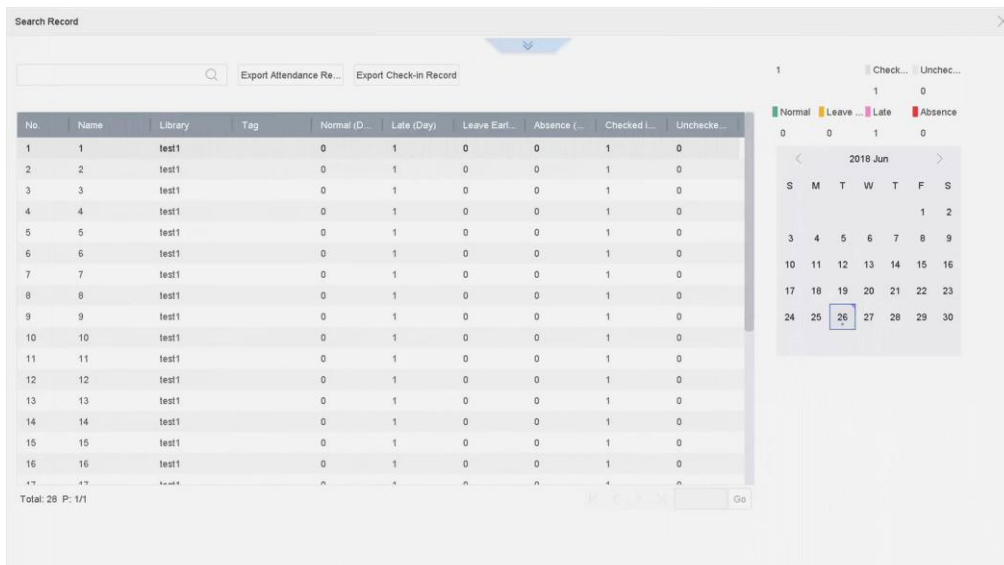 Search Record
Export Attendance Re... Export Check-in Record
1 Check... Unchec...
1 0
Normal Leave ... Late Absence
0 0 1 0
No. Name Library Tag Normal (D... Late (Day) Leave Earl... Absence (... Checked i... Unchecke...
1 1 test1 0 1 0 0 1 0
2 2 test1 0 1 0 0 1 0
3 3 test1 0 1 0 0 1 0
4 4 test1 0 1 0 0 1 0
5 5 test1 0 1 0 0 1 0
6 6 test1 0 1 0 0 1 0
7 7 test1 0 1 0 0 1 0
8 8 test1 0 1 0 0 1 0
9 9 test1 0 1 0 0 1 0
10 10 test1 0 1 0 0 1 0
11 11 test1 0 1 0 0 1 0
12 12 test1 0 1 0 0 1 0
13 13 test1 0 1 0 0 1 0
14 14 test1 0 1 0 0 1 0
15 15 test1 0 1 0 0 1 0
16 16 test1 0 1 0 0 1 0
Total: 28 P: 1/1 Go
2018 Jun
S M T W T F S
1 2
3 4 5 6 7 8 9
10 11 12 13 14 15 16
17 18 19 20 21 22 23
24 25 26 27 28 29 30